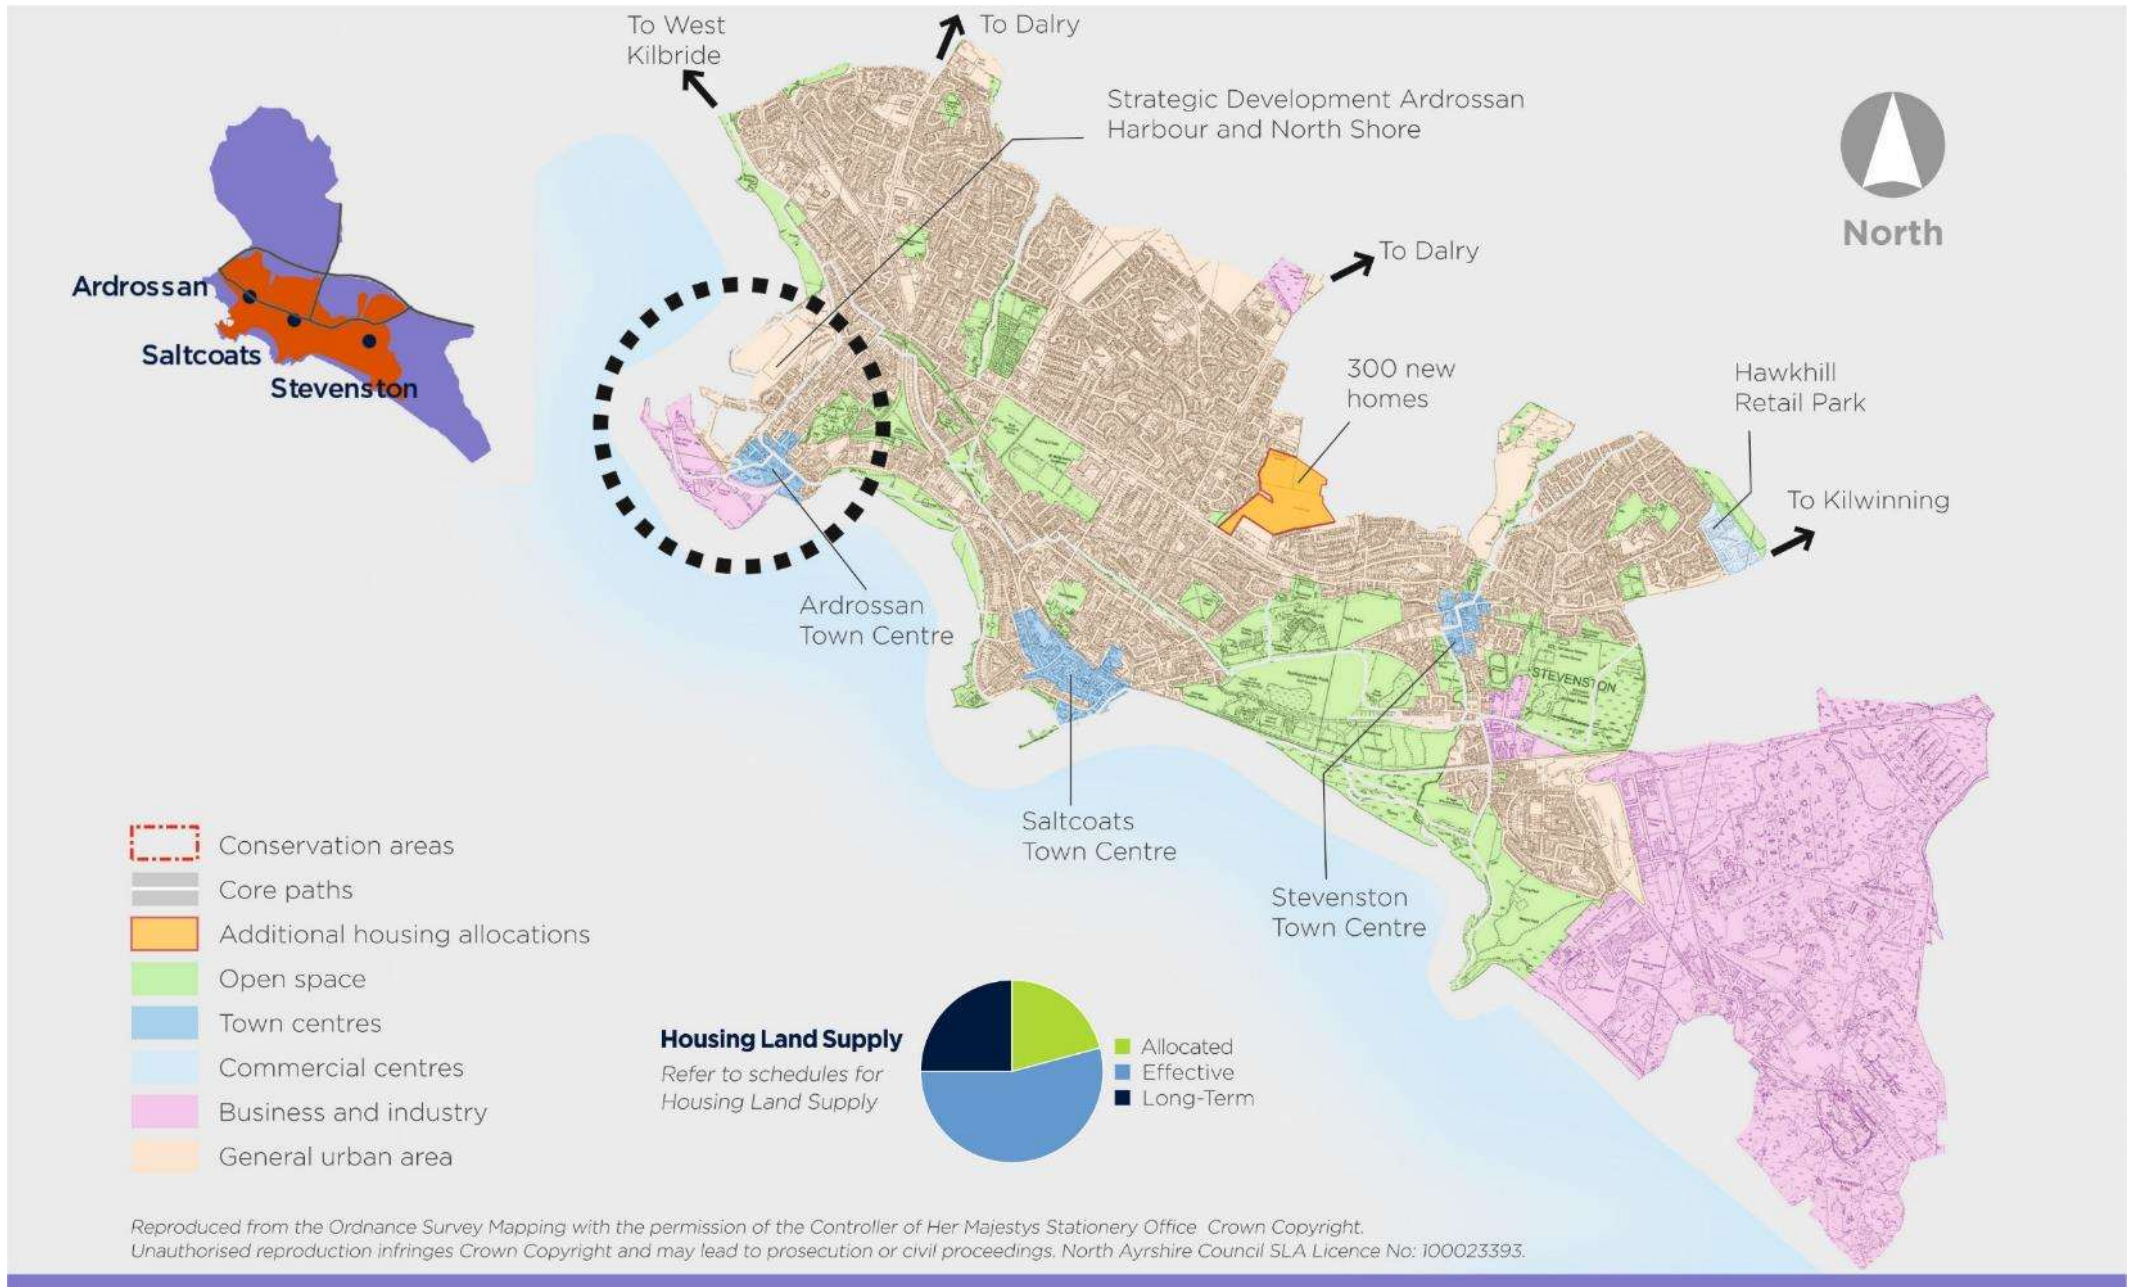 To West
Kilbride
To Dalry
Strategic Development Ardrossan
Harbour and North Shore
North
To Dalry
Ardrossan
Saltcoats
Stevenston
300 new
homes
Hawkhill
Retail Park
To Kilwinning
Ardrossan
Town Centre
STEVENSTON
Saltcoats
Town Centre
Stevenston
Town Centre
Conservation areas
Core paths
Additional housing allocations
Open space
Town centres
Commercial centres
Business and industry
General urban area
Housing Land Supply
Refer to schedules for
Housing Land Supply
Allocated
Effective
Long-Term
Reproduced from the Ordnance Survey Mapping with the permission of the Controller of Her Majestys Stationery Office Crown Copyright.
Unauthorised reproduction infringes Crown Copyright and may lead to prosecution or civil proceedings. North Ayrshire Council SLA Licence No: 100023393.